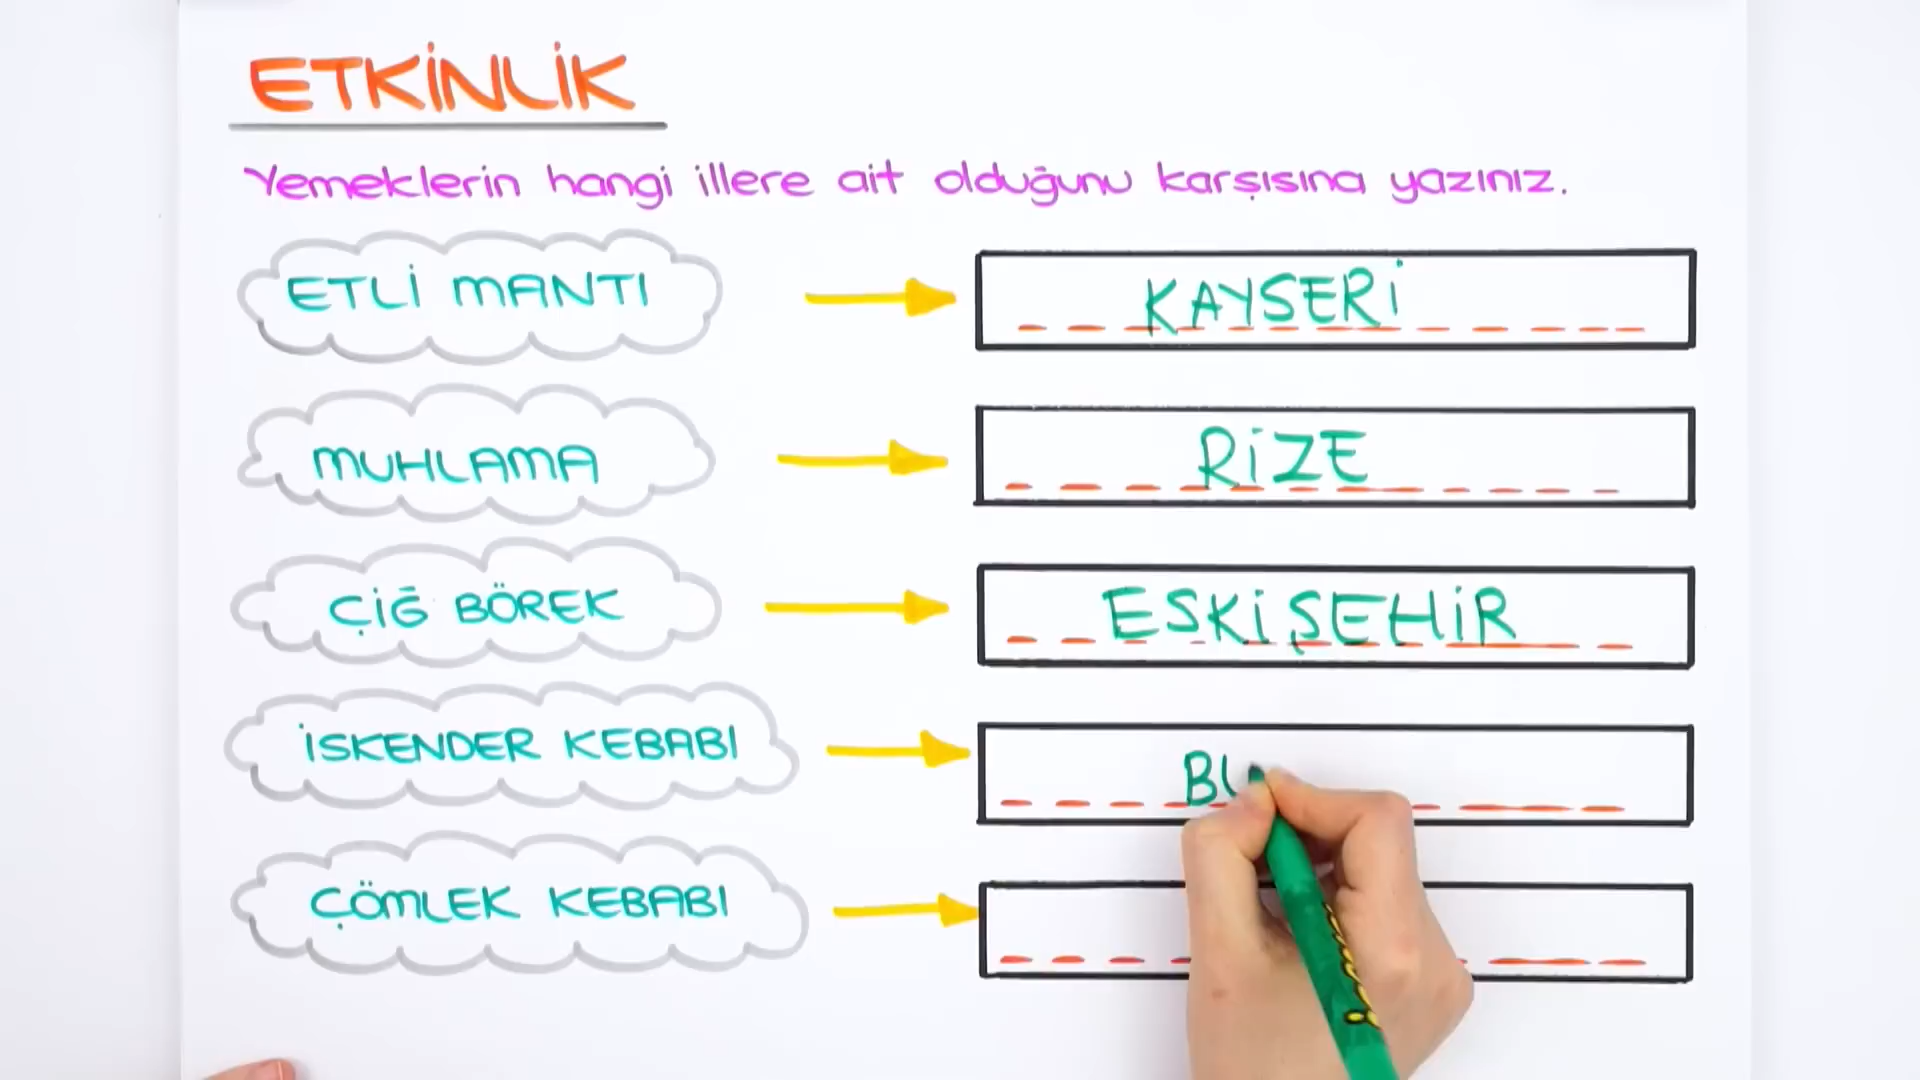 ETKİNLİK
Yemeklerin hangi illere ait olduğunu karşısına yazınız.
ETLİ MANTI
KAYSERİ
MUHLAMA
RİZE
ÇİĞ BÖREK
ESKİŞEHİR
İSKENDER KEBABI
BU
ÇÖMLEK KEBABI